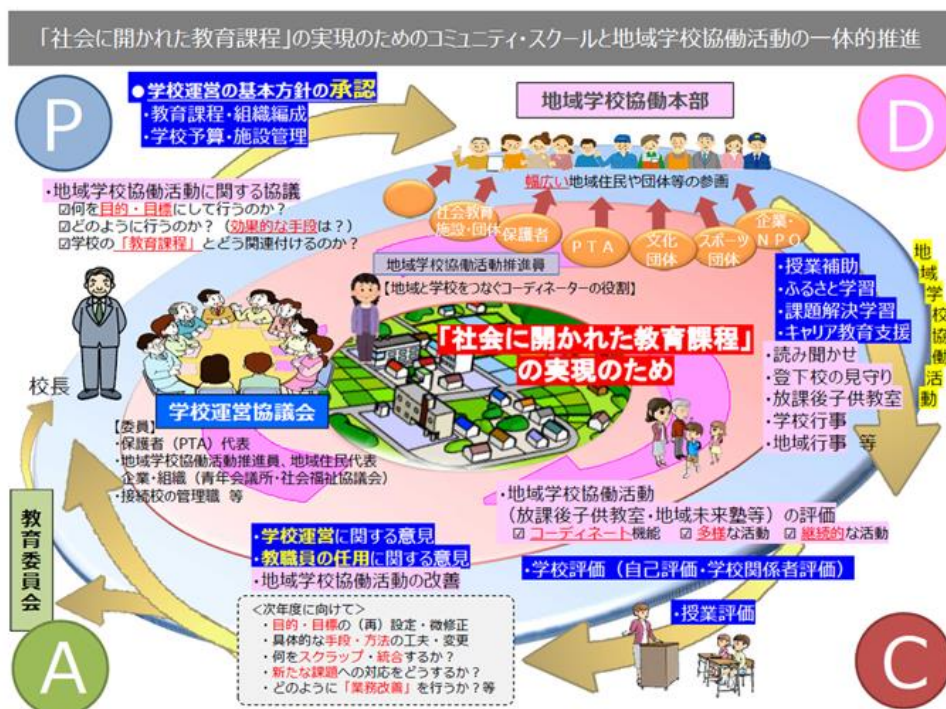 「社会に開かれた教育課程」の実現のためのコミュニティ・スクールと地域学校協働活動の一体的推進
P
●学校運営の基本方針の承認
・教育課程・組織編成
・学校予算・施設管理
地域学校協働本部
D
幅広い地域住民や団体等の参画
・地域学校協働活動に関する協議
☑何を目的・目標にして行うのか？
☑どのように行うのか？（効果的な手段は？）
☑学校の「教育課程」とどう関連付けるのか？
社会教育
施設・団体
保護者
PTA
文化
団体
スポーツ
団体
企業・
NPO
地域学校協働活動推進員
【地域と学校をつなぐコーディネーターの役割】
地域学校協働活動
・授業補助
・ふるさと学習
・課題解決学習
・キャリア教育支援
・読み聞かせ
・登下校の見守り
・放課後子供教室
・学校行事
・地域行事 等
「社会に開かれた教育課程」
の実現のため
校長
学校運営協議会
【委員】
・保護者（PTA）代表
・地域学校協働活動推進員、地域住民代表
企業・組織（青年会議所・社会福祉協議会）
・接続校の管理職 等
・地域学校協働活動
（放課後子供教室・地域未来塾等）の評価
☑ コーディネート機能 ☑ 多様な活動 ☑ 継続的な活動
・学校評価（自己評価・学校関係者評価）
・授業評価
C
・学校運営に関する意見
・教職員の任用に関する意見
・地域学校協働活動の改善
＜次年度に向けて＞
・目的・目標の（再）設定・微修正
・具体的な手段・方法の工夫・変更
・何をスクラップ・統合するか？
・新たな課題への対応をどうするか？
・どのように「業務改善」を行うか？等
教育委員会
A